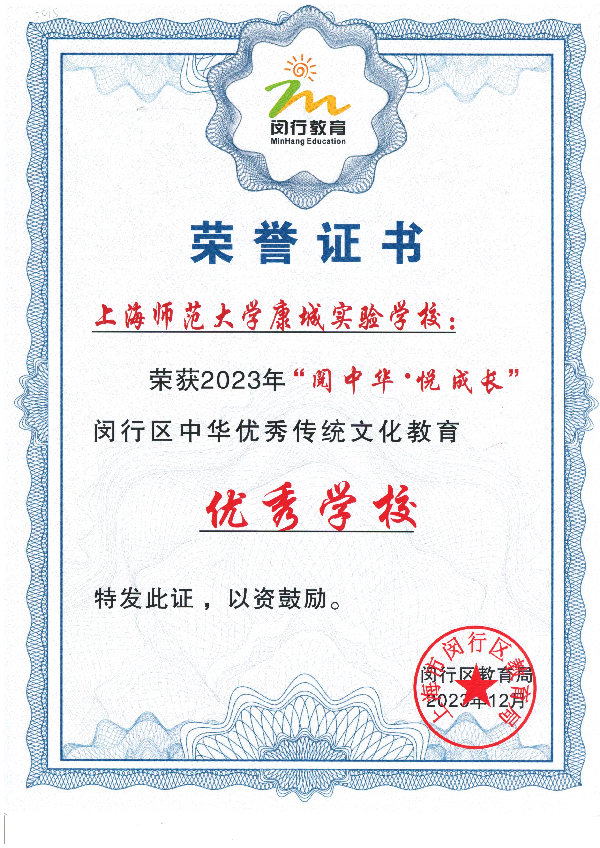 闵行教育
MinHang Education
荣誉证书
上海师范大学康城实验学校：
荣获2023年“阅中华·悦成长”
闵行区中华优秀传统文化教育
优秀学校
特发此证，以资鼓励。
上海市闵行区教育局
闵行区教育局
2023年12月